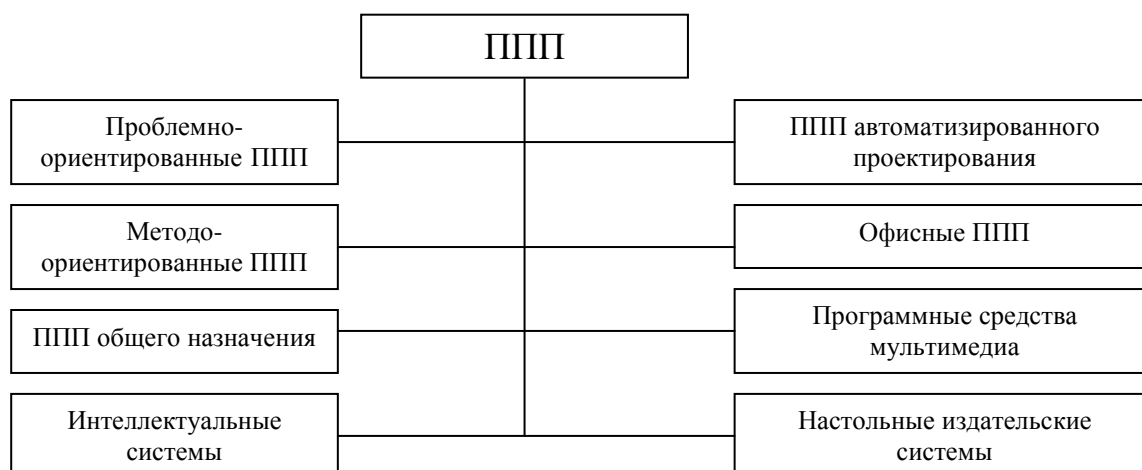 ППП
Проблемно-
ориентированные ППП
ППП автоматизированного
проектирования
Методо-
ориентированные ППП
Офисные ППП
ППП общего назначения
Программные средства
мультимедиа
Интеллектуальные
системы
Настольные издательские
системы